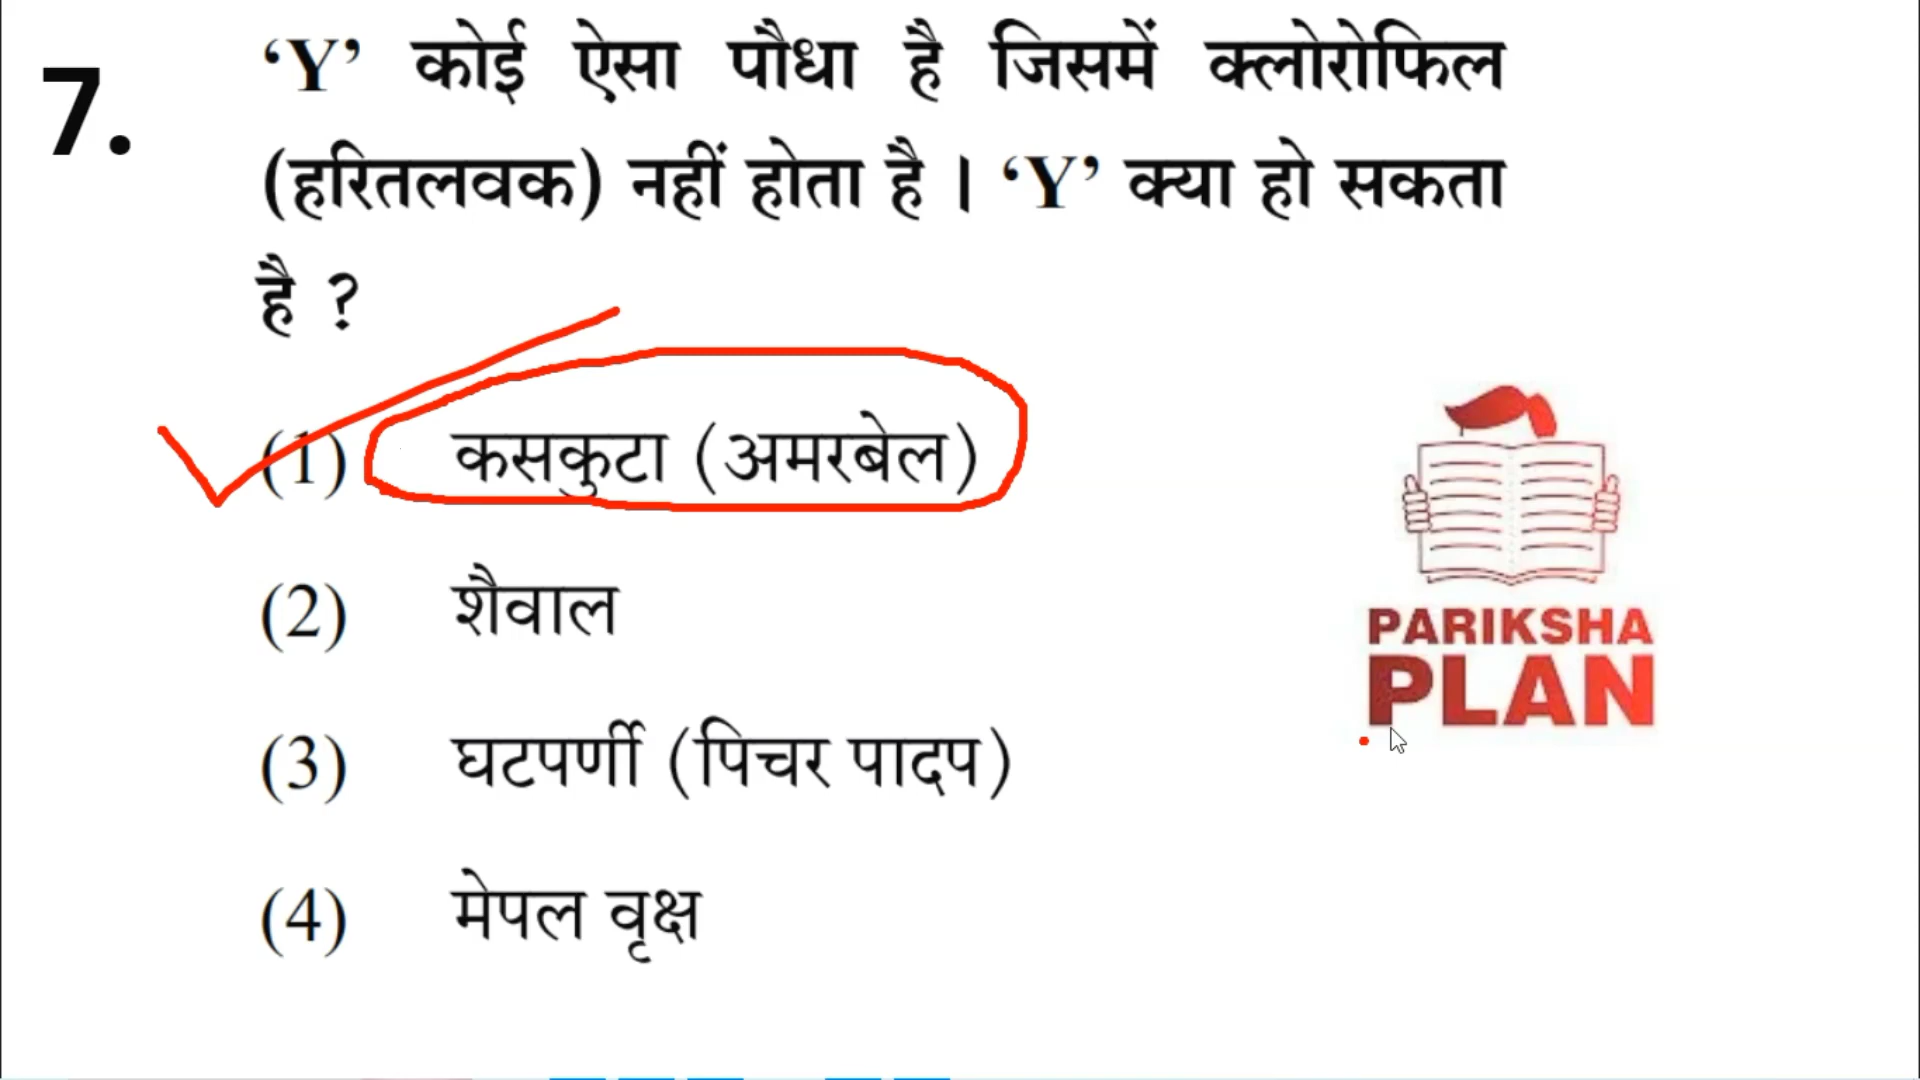 7.
‘Y’ कोई ऐसा पौधा है जिसमें क्लोरोफिल
(हरितलवक) नहीं होता है । ‘Y’ क्या हो सकता
है ?
(1) कसकुटा (अमरबेल)
(2) शैवाल
(3) घटपर्णी (पिचर पादप)
(4) मेपल वृक्ष
PARIKSHA
PLAN